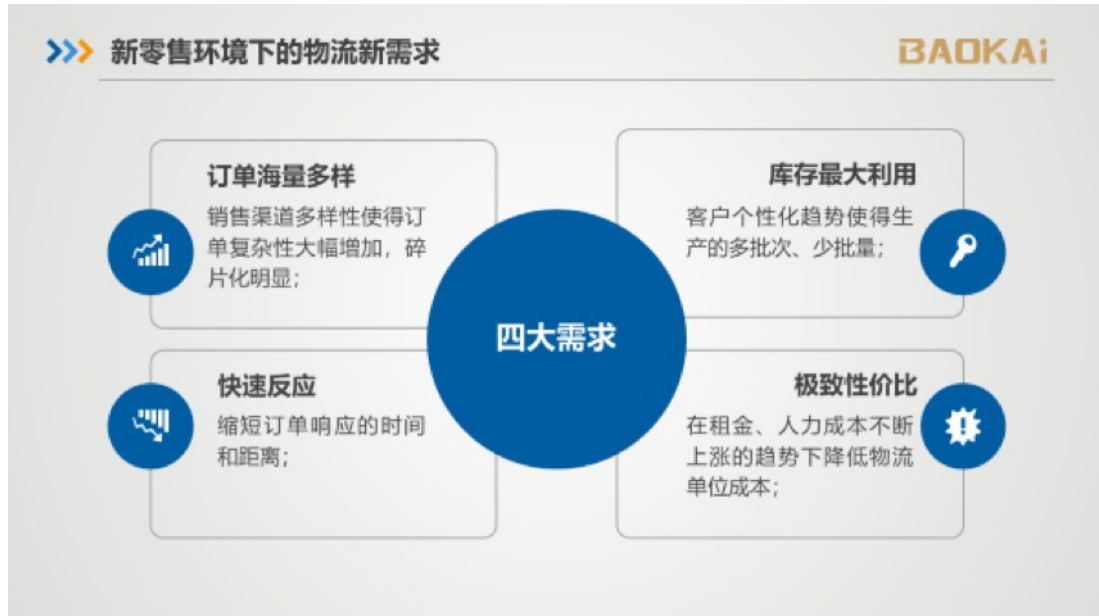 新零售环境下的物流新需求
BAOKAi
订单海量多样
销售渠道多样性使得订
单复杂性大幅增加，碎
片化明显；
库存最大利用
客户个性化趋势使得生
产的多批次、少批量；
四大需求
快速反应
缩短订单响应的时间
和距离；
极致性价比
在租金、人力成本不断
上涨的趋势下降低物流
单位成本；